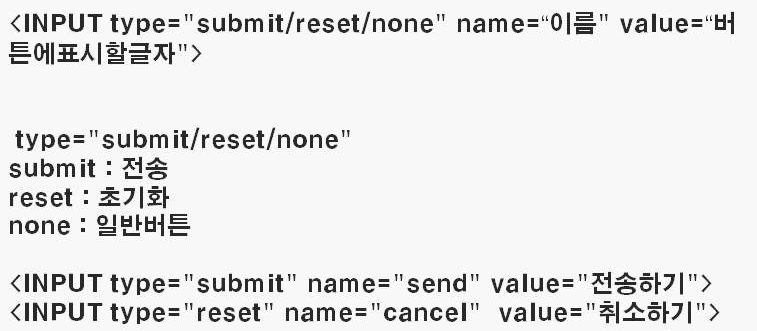 <INPUT type="submit/reset/none" name=“이름" value=“버
튼에표시할글자">
type="submit/reset/none"
submit : 전송
reset : 초기화
none : 일반버튼
<INPUT type="submit" name="send" value="전송하기">
<INPUT type="reset" name="cancel" value="취소하기">